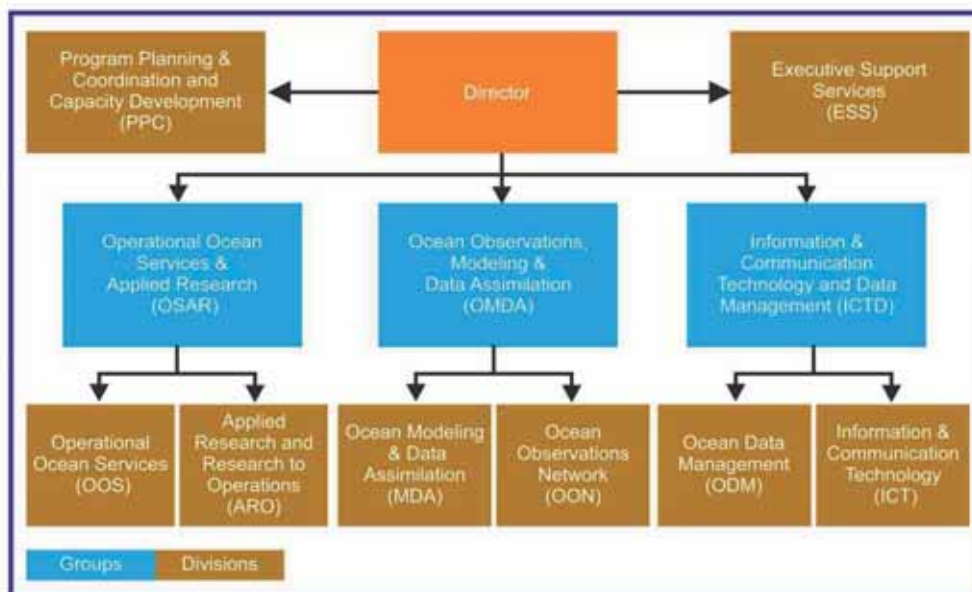 Program Planning &
Coordination and
Capacity Development
(PPC)
Director
Executive Support
Services
(ESS)
Operational Ocean
Services &
Applied Research
(OSAR)
Ocean Observations,
Modeling &
Data Assimilation
(OMDA)
Information &
Communication
Technology and Data
Management (ICTD)
Operational
Ocean Services
(OOS)
Applied
Research and
Research to
Operations
(ARO)
Ocean Modeling
& Data
Assimilation
(MDA)
Ocean
Observations
Network
(OON)
Ocean Data
Management
(ODM)
Information &
Communication
Technology
(ICT)
Groups
Divisions